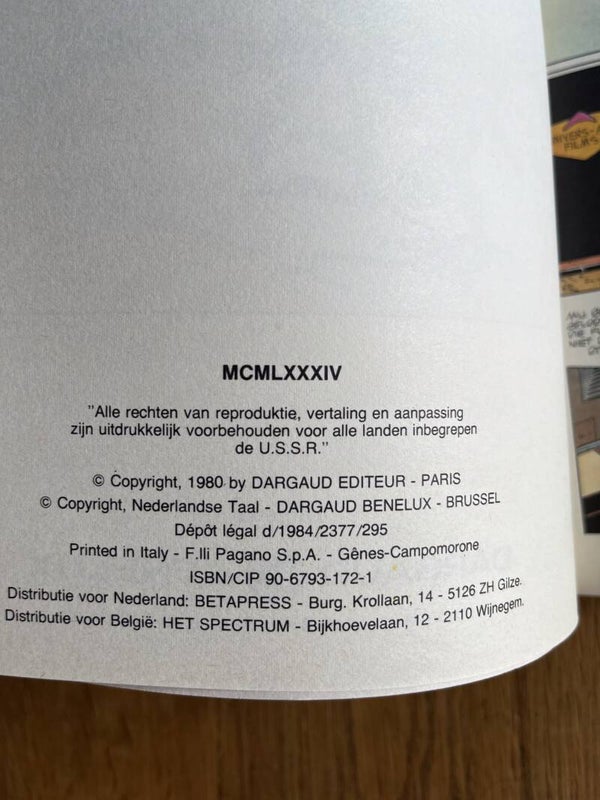 MCMLXXXIV
"Alle rechten van reproduktie, vertaling en aanpassing
zijn uitdrukkelijk voorbehouden voor alle landen inbegrepen
de U.S.S.R."
© Copyright, 1980 by DARGAUD EDITEUR - PARIS
© Copyright, Nederlandse Taal - DARGAUD BENELUX - BRUSSEL
Dépôt légal d/1984/2377/295
Printed in Italy - F.lli Pagano S.p.A. - Gênes-Campomorone
ISBN/CIP 90-6793-172-1
Distributie voor Nederland: BETAPRESS - Burg. Krollaan, 14 - 5126 ZH Gilze.
Distributie voor België: HET SPECTRUM - Bijkhoevelaan, 12 - 2110 Wijnegem.
FILMS